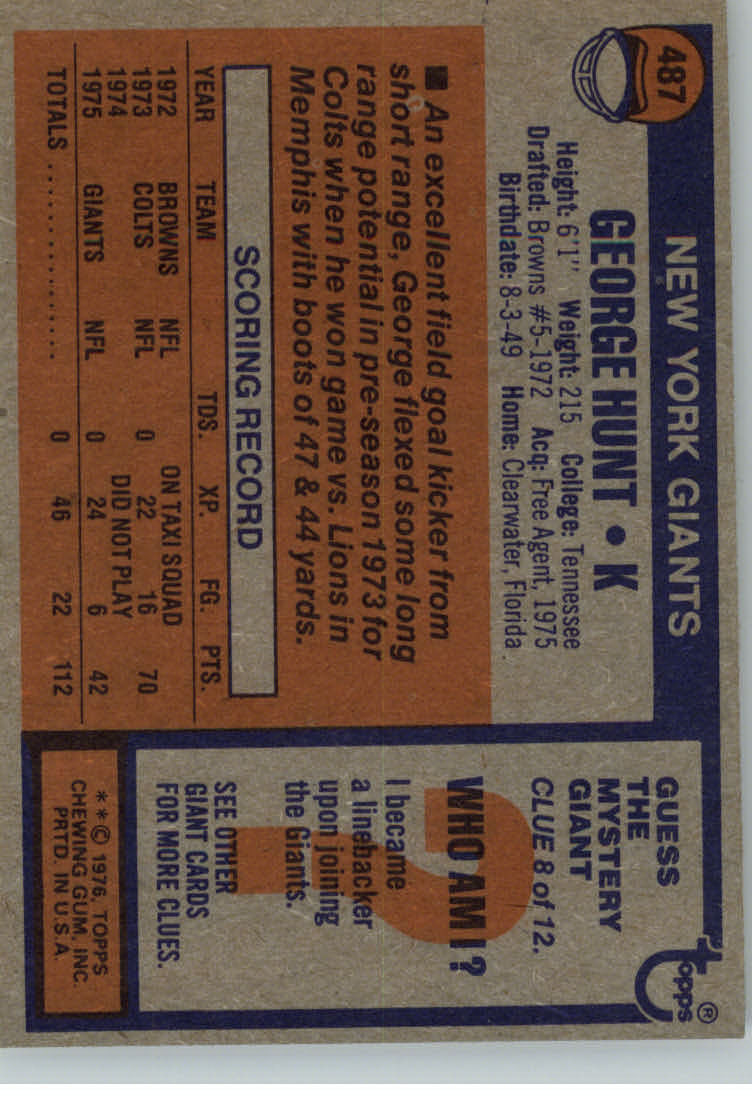 487
NEW YORK GIANTS
GEORGE HUNT • K
Height: 6'1" Weight: 215 College: Tennessee
Drafted: Browns #5-1972 Acq: Free Agent, 1975
Birthdate: 8-3-49 Home: Clearwater, Florida
■ An excellent field goal kicker from
short range, George flexed some long
range potential in pre-season 1973 for
Colts when he won game vs. Lions in
Memphis with boots of 47 & 44 yards.
SCORING RECORD
YEAR TEAM TDS. XP. FG. PTS.
1972 BROWNS NFL ON TAXI SQUAD
1973 COLTS NFL 0 22 16 70
1974 DID NOT PLAY
1975 GIANTS NFL 0 24 6 42
TOTALS .............. 0 46 22 112
topps®
GUESS
THE
MYSTERY
GIANT
CLUE 8 of 12.
?
WHO AM I?
I became
a linebacker
upon joining
the Giants.
SEE OTHER
GIANT CARDS
FOR MORE CLUES.
**© 1976, TOPPS
CHEWING GUM, INC.
PRTD. IN U.S.A.